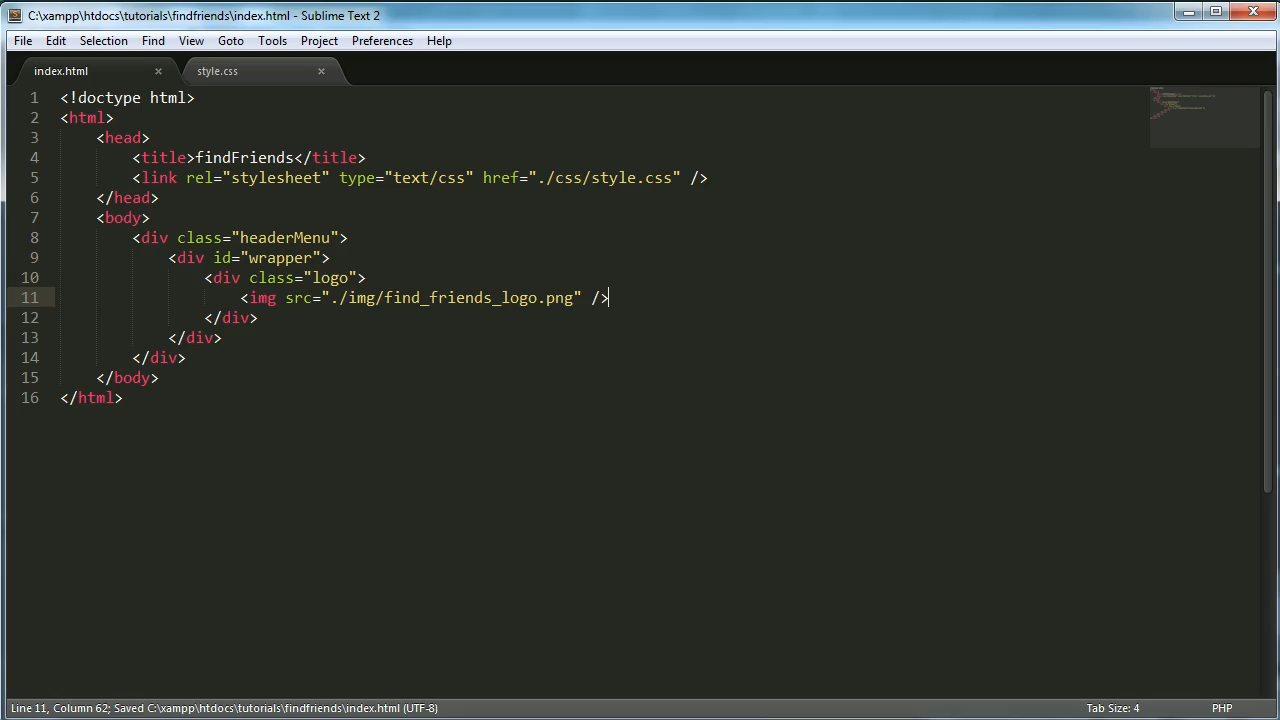 C:\xampp\htdocs\tutorials\findfriends\index.html - Sublime Text 2
File Edit Selection Find View Goto Tools Project Preferences Help
index.html × style.css ×
1 <!doctype html>
2 <html>
3 <head>
4 <title>findFriends</title>
5 <link rel="stylesheet" type="text/css" href="./css/style.css" />
6 </head>
7 <body>
8 <div class="headerMenu">
9 <div id="wrapper">
10 <div class="logo">
11 <img src="./img/find_friends_logo.png" />
12 </div>
13 </div>
14 </div>
15 </body>
16 </html>
Line 11, Column 62; Saved C:\xampp\htdocs\tutorials\findfriends\index.html (UTF-8) Tab Size: 4 PHP